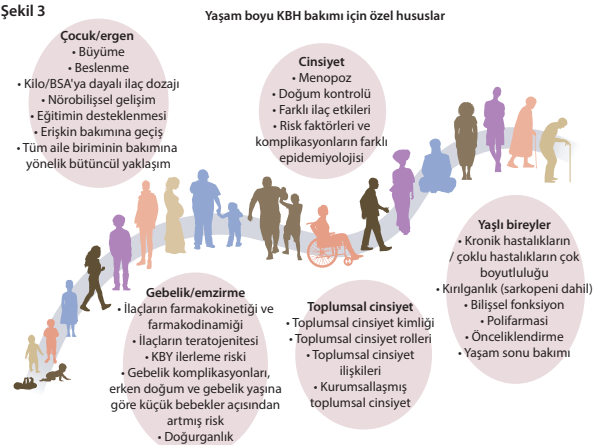 Şekil 3
Yaşam boyu KBH bakımı için özel hususlar
Çocuk/ergen
• Büyüme
• Beslenme
• Kilo/BSA'ya dayalı ilaç dozajı
• Nörobilişsel gelişim
• Eğitimin desteklenmesi
• Erişkin bakımına geçiş
• Tüm aile biriminin bakımına
yönelik bütüncül yaklaşım
Cinsiyet
• Menopoz
• Doğum kontrolü
• Farklı ilaç etkileri
• Risk faktörleri ve
komplikasyonların farklı
epidemiyolojisi
Gebelik/emzirme
• İlaçların farmakokinetiği ve
farmakodinamiği
• İlaçların teratojenitesi
• KBY ilerleme riski
• Gebelik komplikasyonları,
erken doğum ve gebelik yaşına
göre küçük bebekler açısından
artmış risk
• Doğurganlık
Toplumsal cinsiyet
• Toplumsal cinsiyet kimliği
• Toplumsal cinsiyet rolleri
• Toplumsal cinsiyet
ilişkileri
• Kurumsallaşmış
toplumsal cinsiyet
Yaşlı bireyler
• Kronik hastalıkların
/ çoklu hastalıkların çok
boyutluluğu
• Kırılganlık (sarkopeni dahil)
• Bilişsel fonksiyon
• Polifarmasi
• Önceliklendirme
• Yaşam sonu bakımı